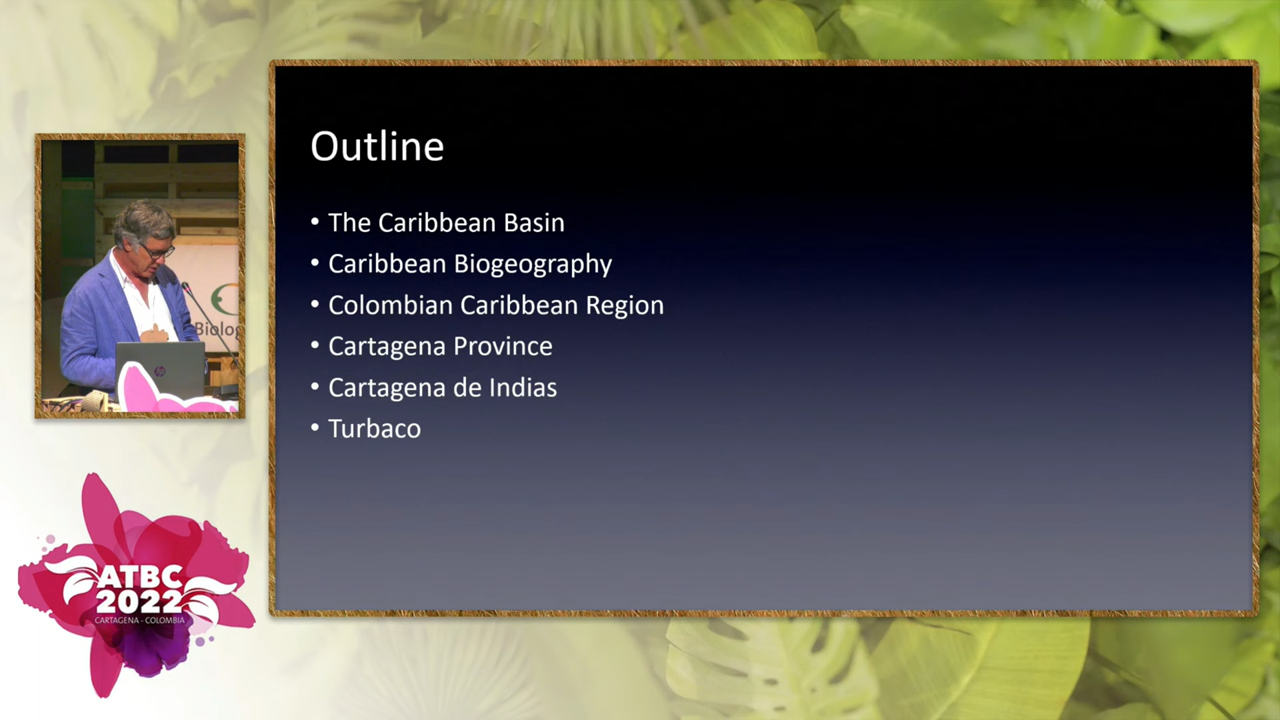 Outline
• The Caribbean Basin
• Caribbean Biogeography
• Colombian Caribbean Region
• Cartagena Province
• Cartagena de Indias
• Turbaco
Biolog
ATBC
2022
CARTAGENA - COLOMBIA